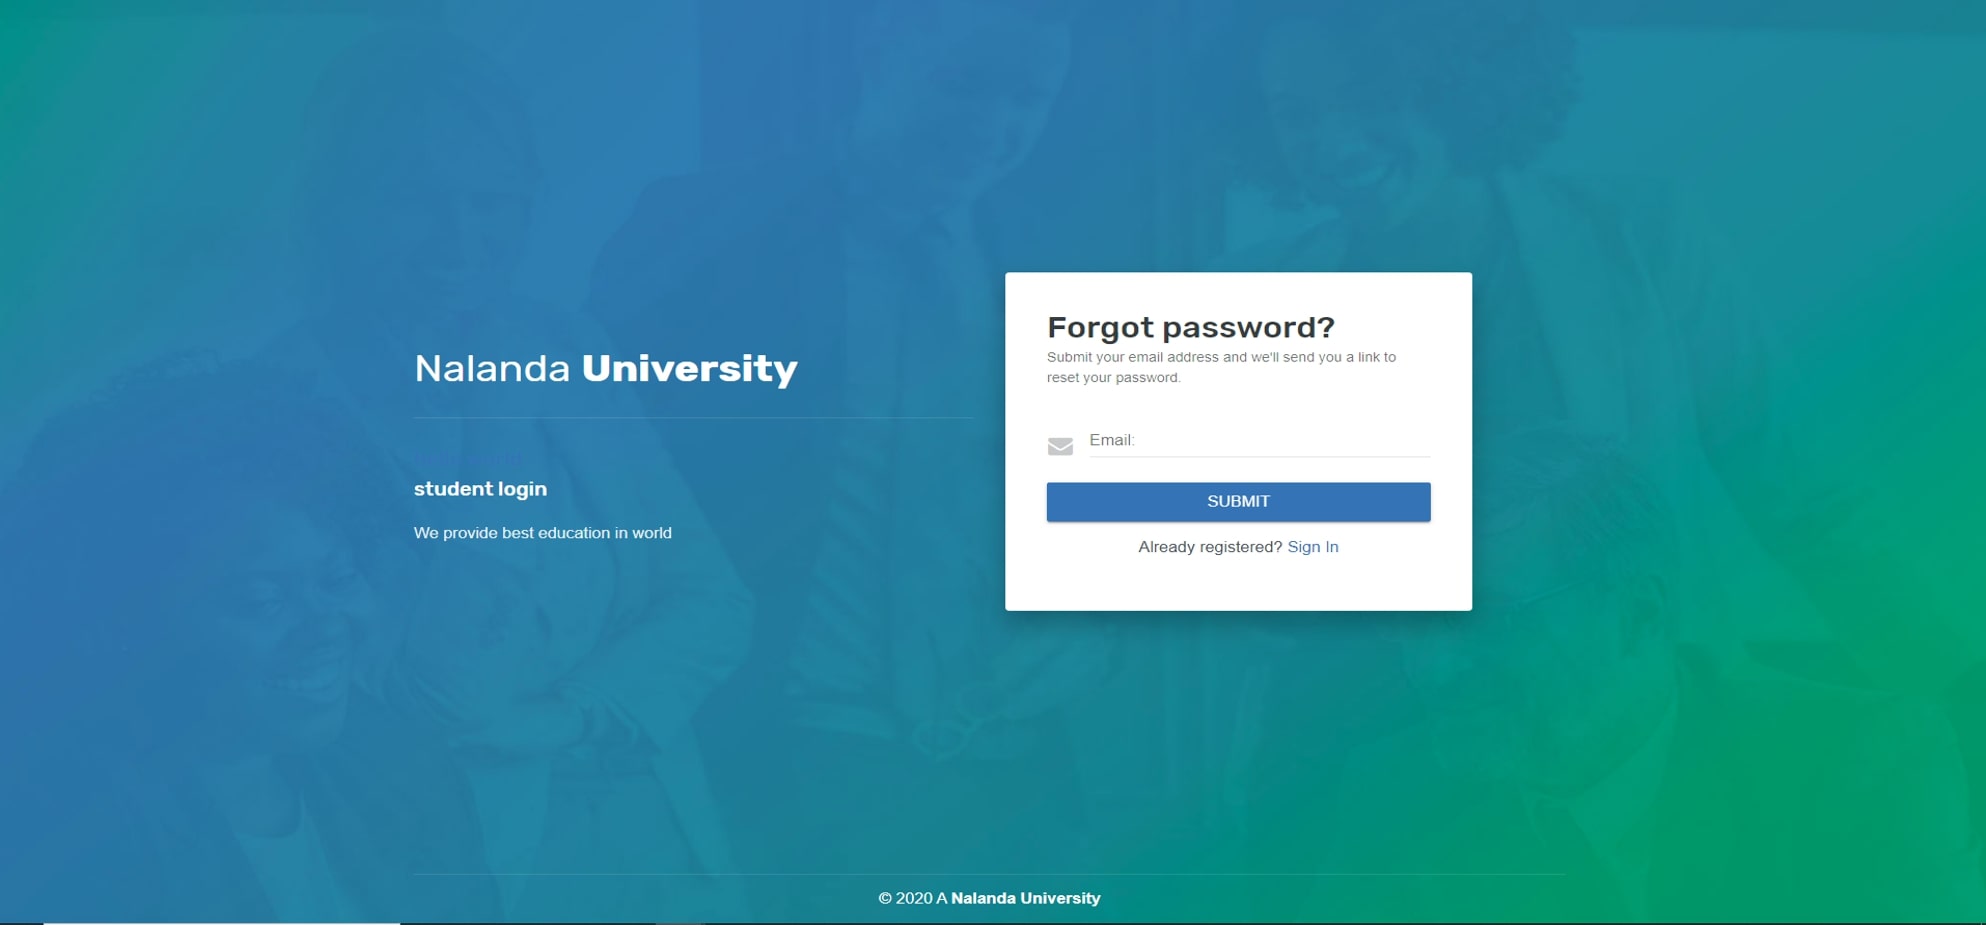 Nalanda University
student login
We provide best education in world
Forgot password?
Submit your email address and we'll send you a link to
reset your password.
Email:
SUBMIT
Already registered? Sign In
© 2020 A Nalanda University